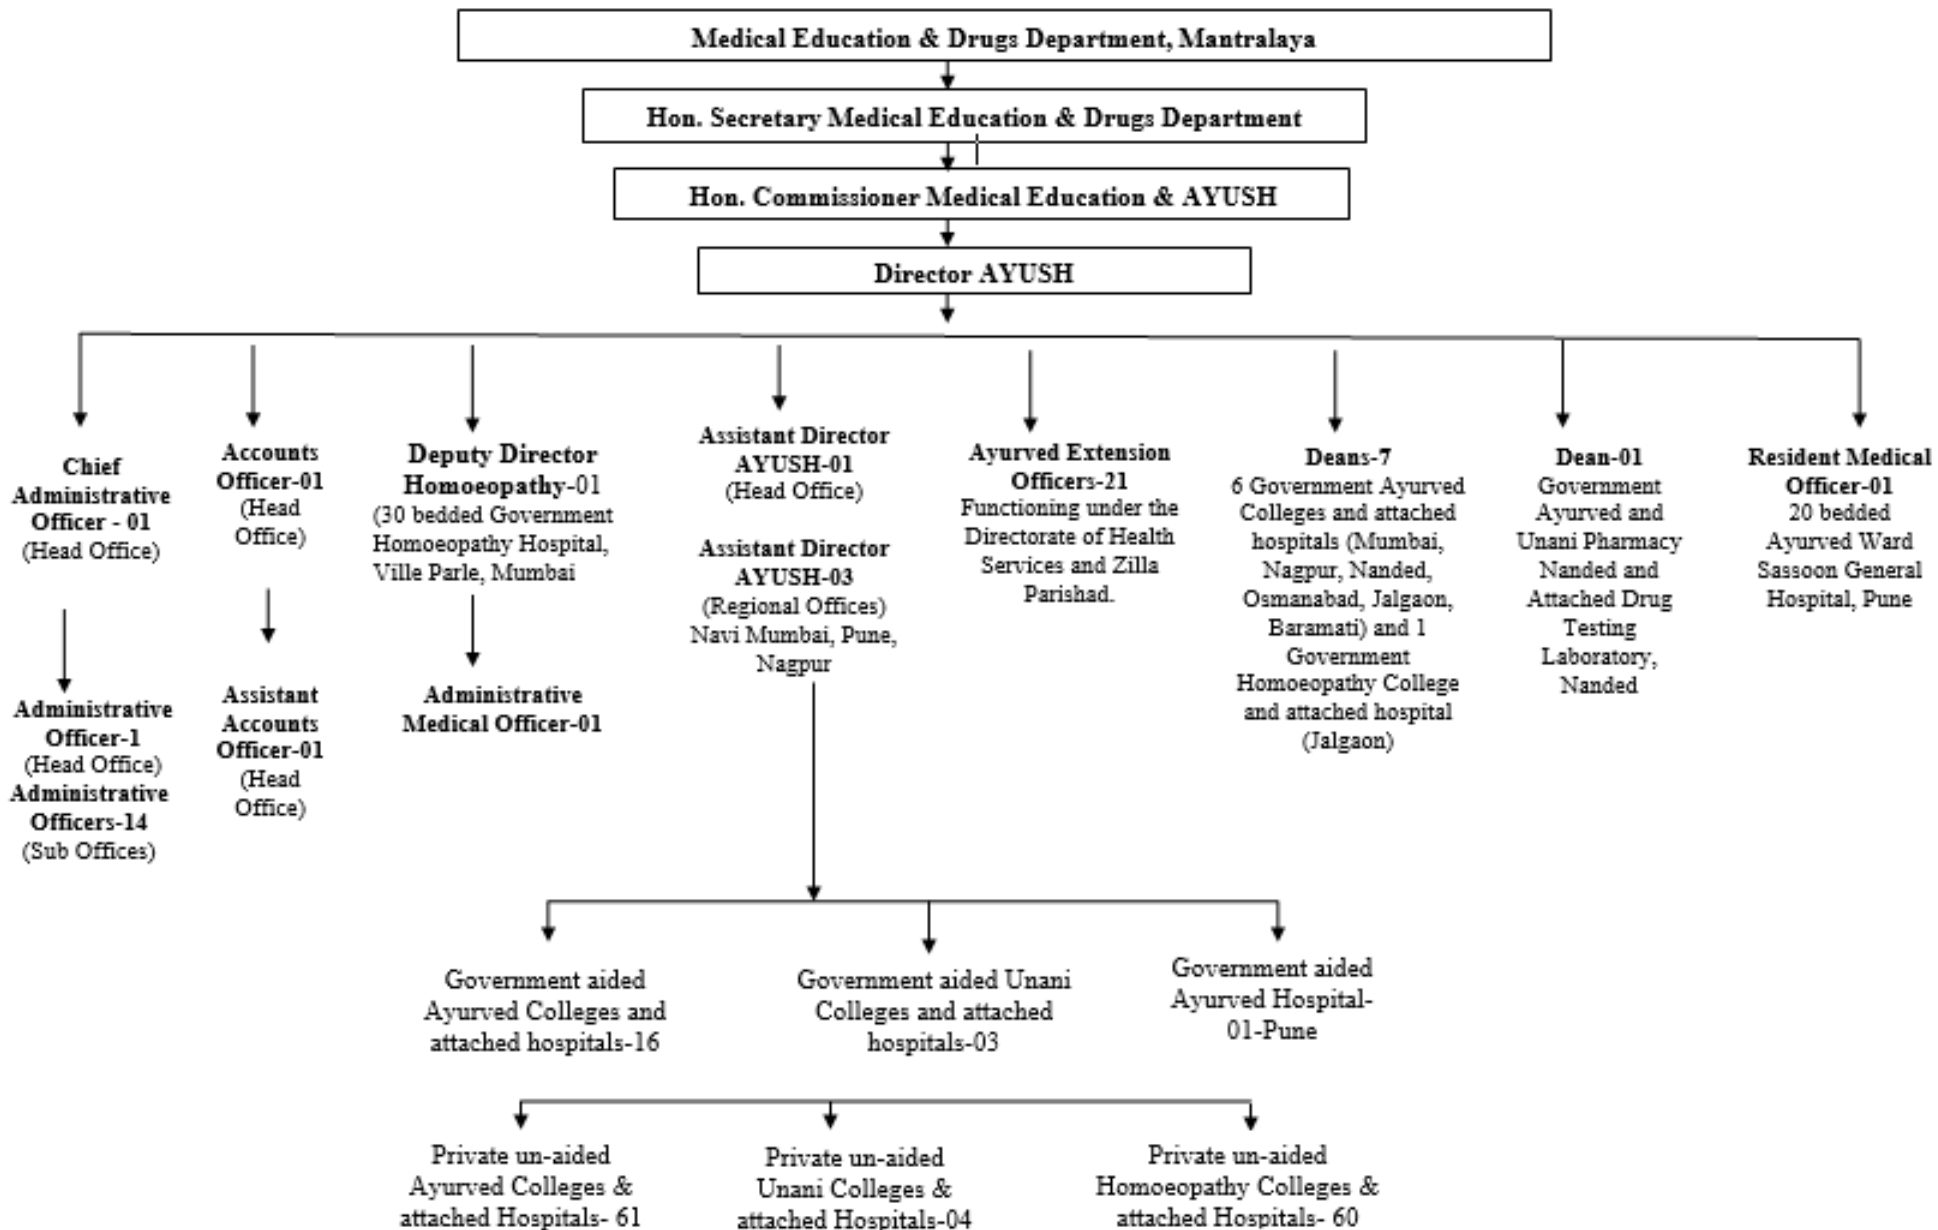 Medical Education & Drugs Department, Mantralaya
Hon. Secretary Medical Education & Drugs Department
Hon. Commissioner Medical Education & AYUSH
Director AYUSH
Chief
Administrative
Officer - 01
(Head Office)
Administrative
Officer-1
(Head Office)
Administrative
Officers-14
(Sub Offices)
Accounts
Officer-01
(Head
Office)
Assistant
Accounts
Officer-01
(Head
Office)
Deputy Director
Homoeopathy-01
(30 bedded Government
Homoeopathy Hospital,
Ville Parle, Mumbai
Administrative
Medical Officer-01
Assistant Director
AYUSH-01
(Head Office)
Assistant Director
AYUSH-03
(Regional Offices)
Navi Mumbai, Pune,
Nagpur
Ayurved Extension
Officers-21
Functioning under the
Directorate of Health
Services and Zilla
Parishad.
Deans-7
6 Government Ayurved
Colleges and attached
hospitals (Mumbai,
Nagpur, Nanded,
Osmanabad, Jalgaon,
Baramati) and 1
Government
Homoeopathy College
and attached hospital
(Jalgaon)
Dean-01
Government
Ayurved and
Unani Pharmacy
Nanded and
Attached Drug
Testing
Laboratory,
Nanded
Resident Medical
Officer-01
20 bedded
Ayurved Ward
Sassoon General
Hospital, Pune
Government aided
Ayurved Colleges and
attached hospitals-16
Government aided Unani
Colleges and attached
hospitals-03
Government aided
Ayurved Hospital-
01-Pune
Private un-aided
Ayurved Colleges &
attached Hospitals- 61
Private un-aided
Unani Colleges &
attached Hospitals-04
Private un-aided
Homoeopathy Colleges &
attached Hospitals- 60